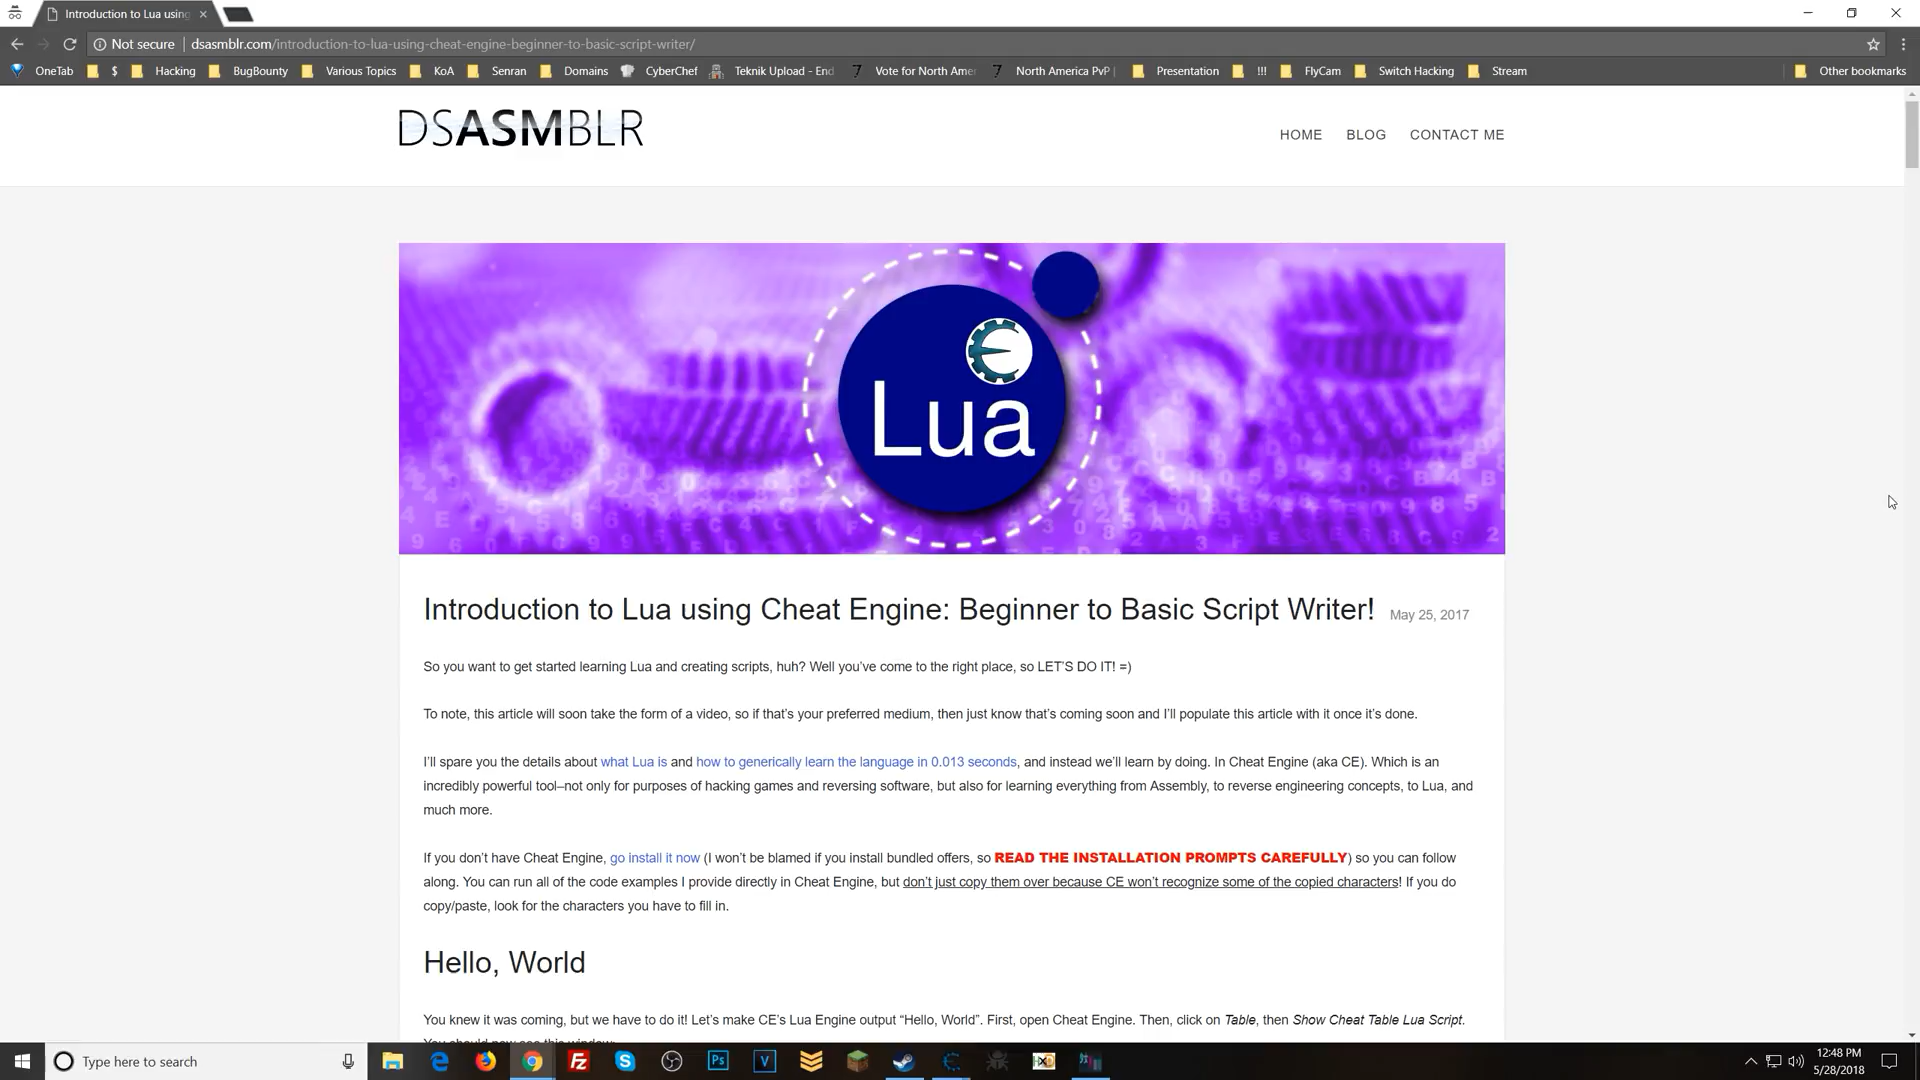 Introduction to Lua using
Not secure | dsasmblr.com/introduction-to-lua-using-cheat-engine-beginner-to-basic-script-writer/
OneTab $ Hacking BugBounty Various Topics KoA Senran Domains CyberChef Teknik Upload - End Vote for North Ame North America PvP | Presentation !!! FlyCam Switch Hacking Stream Other bookmarks
DSASMBLR
HOME BLOG CONTACT ME
Lua
Introduction to Lua using Cheat Engine: Beginner to Basic Script Writer! May 25, 2017
So you want to get started learning Lua and creating scripts, huh? Well you've come to the right place, so LET'S DO IT! =)
To note, this article will soon take the form of a video, so if that's your preferred medium, then just know that's coming soon and I'll populate this article with it once it's done.
I'll spare you the details about what Lua is and how to generically learn the language in 0.013 seconds, and instead we'll learn by doing. In Cheat Engine (aka CE). Which is an
incredibly powerful tool–not only for purposes of hacking games and reversing software, but also for learning everything from Assembly, to reverse engineering concepts, to Lua, and
much more.
If you don't have Cheat Engine, go install it now (I won't be blamed if you install bundled offers, so READ THE INSTALLATION PROMPTS CAREFULLY) so you can follow
along. You can run all of the code examples I provide directly in Cheat Engine, but don't just copy them over because CE won't recognize some of the copied characters! If you do
copy/paste, look for the characters you have to fill in.
Hello, World
You knew it was coming, but we have to do it! Let's make CE's Lua Engine output “Hello, World”. First, open Cheat Engine. Then, click on Table, then Show Cheat Table Lua Script.
You should now see this window:
Type here to search
12:48 PM
5/28/2018